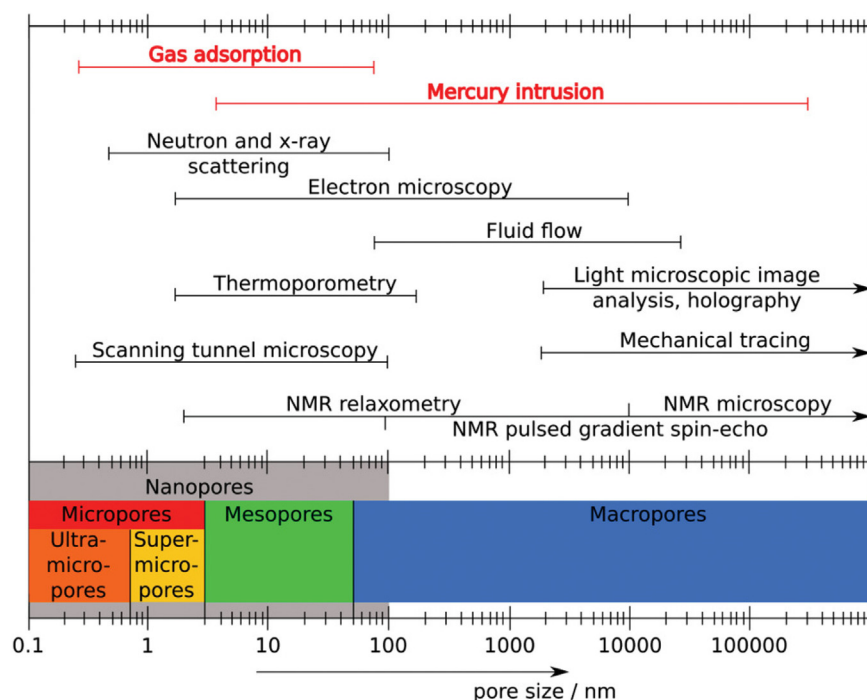 Gas adsorption
Mercury intrusion
Neutron and x-ray
scattering
Electron microscopy
Fluid flow
Thermoporometry
Light microscopic image
analysis, holography
Scanning tunnel microscopy
Mechanical tracing
NMR relaxometry
NMR microscopy
NMR pulsed gradient spin-echo
Nanopores
Micropores
Mesopores
Macropores
Ultra-
micro-
pores
Super-
micro-
pores
0.1
1
10
100
1000
10000
100000
pore size / nm